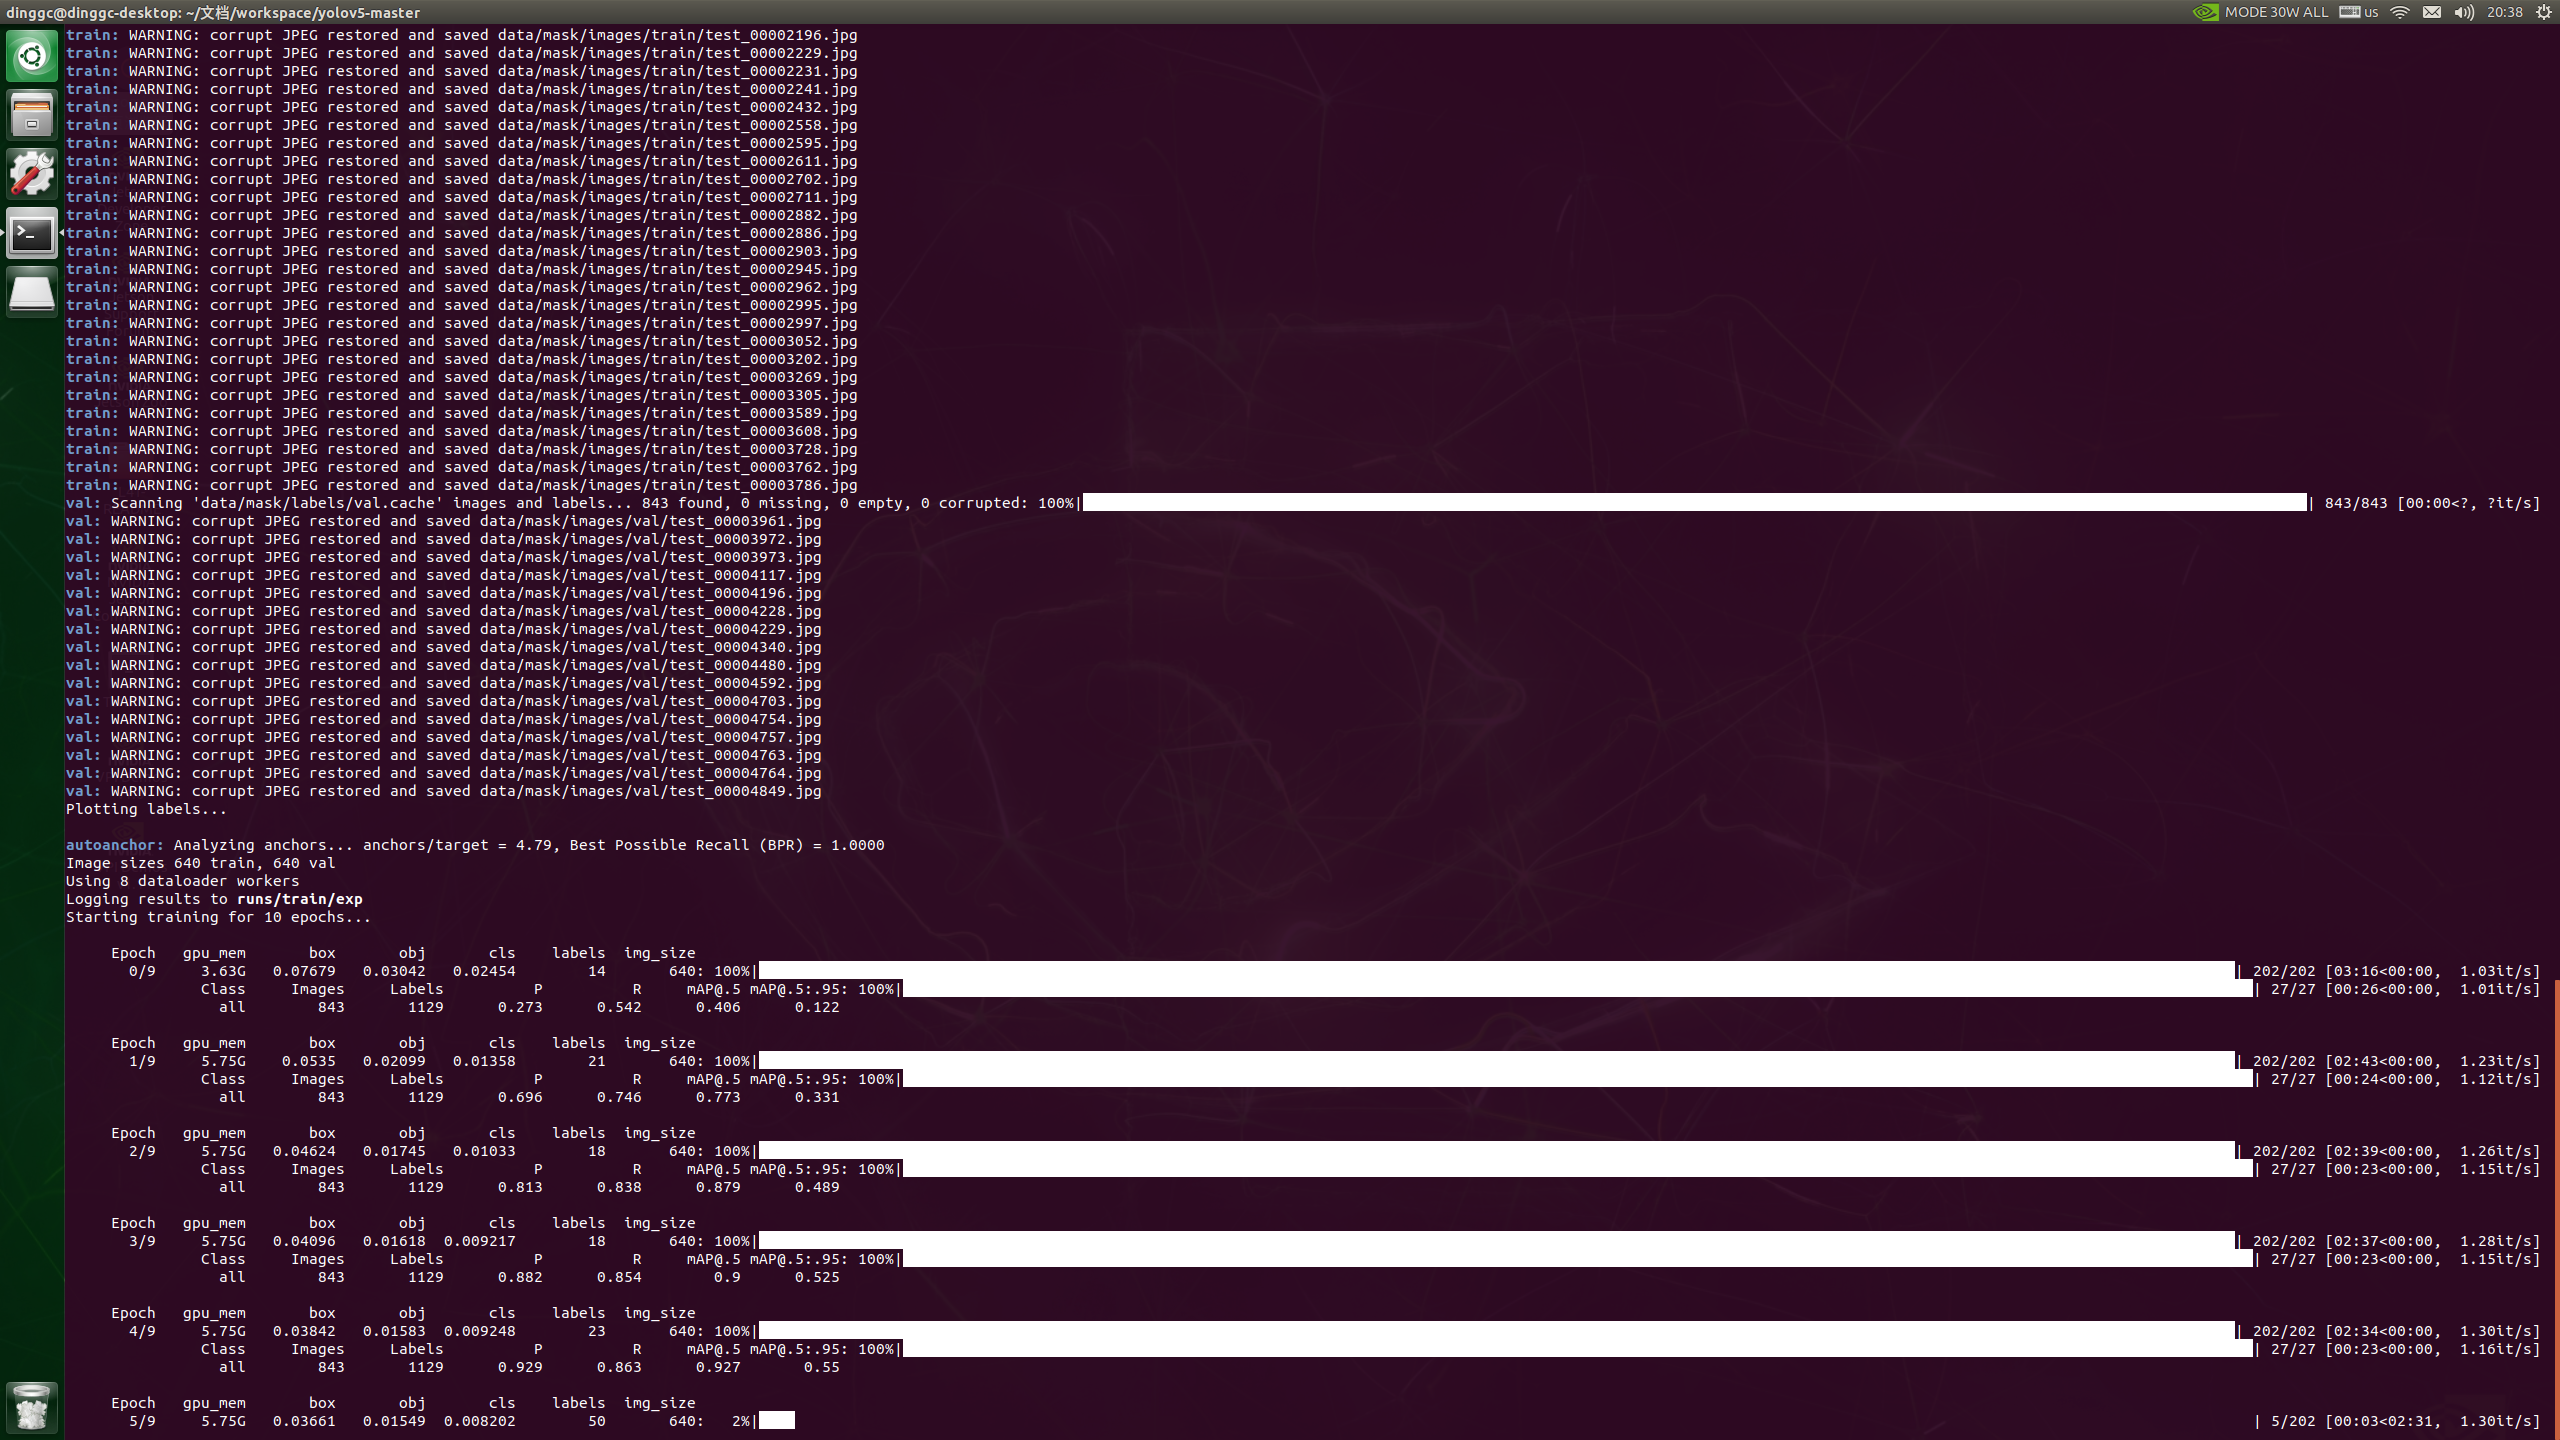 dinggc@dinggc-desktop: ~/文档/workspace/yolov5-master
MODE 30W ALL us 20:38
train: WARNING: corrupt JPEG restored and saved data/mask/images/train/test_00002196.jpg
train: WARNING: corrupt JPEG restored and saved data/mask/images/train/test_00002229.jpg
train: WARNING: corrupt JPEG restored and saved data/mask/images/train/test_00002231.jpg
train: WARNING: corrupt JPEG restored and saved data/mask/images/train/test_00002241.jpg
train: WARNING: corrupt JPEG restored and saved data/mask/images/train/test_00002432.jpg
train: WARNING: corrupt JPEG restored and saved data/mask/images/train/test_00002558.jpg
train: WARNING: corrupt JPEG restored and saved data/mask/images/train/test_00002595.jpg
train: WARNING: corrupt JPEG restored and saved data/mask/images/train/test_00002611.jpg
train: WARNING: corrupt JPEG restored and saved data/mask/images/train/test_00002702.jpg
train: WARNING: corrupt JPEG restored and saved data/mask/images/train/test_00002711.jpg
train: WARNING: corrupt JPEG restored and saved data/mask/images/train/test_00002882.jpg
train: WARNING: corrupt JPEG restored and saved data/mask/images/train/test_00002886.jpg
train: WARNING: corrupt JPEG restored and saved data/mask/images/train/test_00002903.jpg
train: WARNING: corrupt JPEG restored and saved data/mask/images/train/test_00002945.jpg
train: WARNING: corrupt JPEG restored and saved data/mask/images/train/test_00002962.jpg
train: WARNING: corrupt JPEG restored and saved data/mask/images/train/test_00002995.jpg
train: WARNING: corrupt JPEG restored and saved data/mask/images/train/test_00002997.jpg
train: WARNING: corrupt JPEG restored and saved data/mask/images/train/test_00003052.jpg
train: WARNING: corrupt JPEG restored and saved data/mask/images/train/test_00003202.jpg
train: WARNING: corrupt JPEG restored and saved data/mask/images/train/test_00003269.jpg
train: WARNING: corrupt JPEG restored and saved data/mask/images/train/test_00003305.jpg
train: WARNING: corrupt JPEG restored and saved data/mask/images/train/test_00003589.jpg
train: WARNING: corrupt JPEG restored and saved data/mask/images/train/test_00003608.jpg
train: WARNING: corrupt JPEG restored and saved data/mask/images/train/test_00003728.jpg
train: WARNING: corrupt JPEG restored and saved data/mask/images/train/test_00003762.jpg
train: WARNING: corrupt JPEG restored and saved data/mask/images/train/test_00003786.jpg
val: Scanning 'data/mask/labels/val.cache' images and labels... 843 found, 0 missing, 0 empty, 0 corrupted: 100%| | 843/843 [00:00<?, ?it/s]
val: WARNING: corrupt JPEG restored and saved data/mask/images/val/test_00003961.jpg
val: WARNING: corrupt JPEG restored and saved data/mask/images/val/test_00003972.jpg
val: WARNING: corrupt JPEG restored and saved data/mask/images/val/test_00003973.jpg
val: WARNING: corrupt JPEG restored and saved data/mask/images/val/test_00004117.jpg
val: WARNING: corrupt JPEG restored and saved data/mask/images/val/test_00004196.jpg
val: WARNING: corrupt JPEG restored and saved data/mask/images/val/test_00004228.jpg
val: WARNING: corrupt JPEG restored and saved data/mask/images/val/test_00004229.jpg
val: WARNING: corrupt JPEG restored and saved data/mask/images/val/test_00004340.jpg
val: WARNING: corrupt JPEG restored and saved data/mask/images/val/test_00004480.jpg
val: WARNING: corrupt JPEG restored and saved data/mask/images/val/test_00004592.jpg
val: WARNING: corrupt JPEG restored and saved data/mask/images/val/test_00004703.jpg
val: WARNING: corrupt JPEG restored and saved data/mask/images/val/test_00004754.jpg
val: WARNING: corrupt JPEG restored and saved data/mask/images/val/test_00004757.jpg
val: WARNING: corrupt JPEG restored and saved data/mask/images/val/test_00004763.jpg
val: WARNING: corrupt JPEG restored and saved data/mask/images/val/test_00004764.jpg
val: WARNING: corrupt JPEG restored and saved data/mask/images/val/test_00004849.jpg
Plotting labels...
autoanchor: Analyzing anchors... anchors/target = 4.79, Best Possible Recall (BPR) = 1.0000
Image sizes 640 train, 640 val
Using 8 dataloader workers
Logging results to runs/train/exp
Starting training for 10 epochs...
Epoch gpu_mem box obj cls labels img_size
0/9 3.63G 0.07679 0.03042 0.02454 14 640: 100%| | 202/202 [03:16<00:00, 1.03it/s]
Class Images Labels P R mAP@.5 mAP@.5:.95: 100%| | 27/27 [00:26<00:00, 1.01it/s]
all 843 1129 0.273 0.542 0.406 0.122
Epoch gpu_mem box obj cls labels img_size
1/9 5.75G 0.0535 0.02099 0.01358 21 640: 100%| | 202/202 [02:43<00:00, 1.23it/s]
Class Images Labels P R mAP@.5 mAP@.5:.95: 100%| | 27/27 [00:24<00:00, 1.12it/s]
all 843 1129 0.696 0.746 0.773 0.331
Epoch gpu_mem box obj cls labels img_size
2/9 5.75G 0.04624 0.01745 0.01033 18 640: 100%| | 202/202 [02:39<00:00, 1.26it/s]
Class Images Labels P R mAP@.5 mAP@.5:.95: 100%| | 27/27 [00:23<00:00, 1.15it/s]
all 843 1129 0.813 0.838 0.879 0.489
Epoch gpu_mem box obj cls labels img_size
3/9 5.75G 0.04096 0.01618 0.009217 18 640: 100%| | 202/202 [02:37<00:00, 1.28it/s]
Class Images Labels P R mAP@.5 mAP@.5:.95: 100%| | 27/27 [00:23<00:00, 1.15it/s]
all 843 1129 0.882 0.854 0.9 0.525
Epoch gpu_mem box obj cls labels img_size
4/9 5.75G 0.03842 0.01583 0.009248 23 640: 100%| | 202/202 [02:34<00:00, 1.30it/s]
Class Images Labels P R mAP@.5 mAP@.5:.95: 100%| | 27/27 [00:23<00:00, 1.16it/s]
all 843 1129 0.929 0.863 0.927 0.55
Epoch gpu_mem box obj cls labels img_size
5/9 5.75G 0.03661 0.01549 0.008202 50 640: 2%| | 5/202 [00:03<02:31, 1.30it/s]